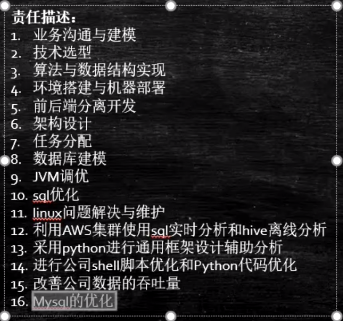 责任描述：
1. 业务沟通与建模
2. 技术选型
3. 算法与数据结构实现
4. 环境搭建与机器部署
5. 前后端分离开发
6. 架构设计
7. 任务分配
8. 数据库建模
9. JVM调优
10. sql优化
11. linux问题解决与维护
12. 利用AWS集群使用sql实时分析和hive离线分析
13. 采用python进行通用框架设计辅助分析
14. 进行公司shell脚本优化和Python代码优化
15. 改善公司数据的吞吐量
16. Mysql的优化